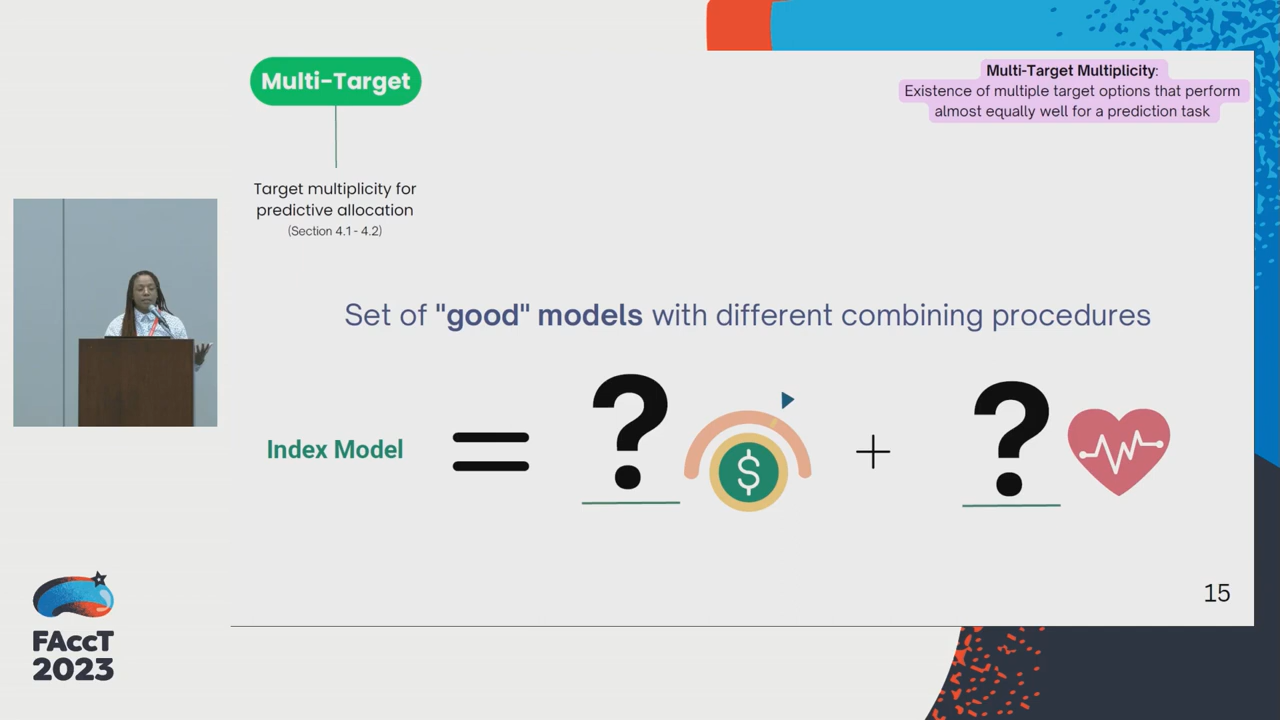 Multi-Target
Multi-Target Multiplicity:
Existence of multiple target options that perform
almost equally well for a prediction task
Target multiplicity for
predictive allocation
(Section 4.1 - 4.2)
Set of "good" models with different combining procedures
Index Model = ? $ + ?
15
FAccT
2023